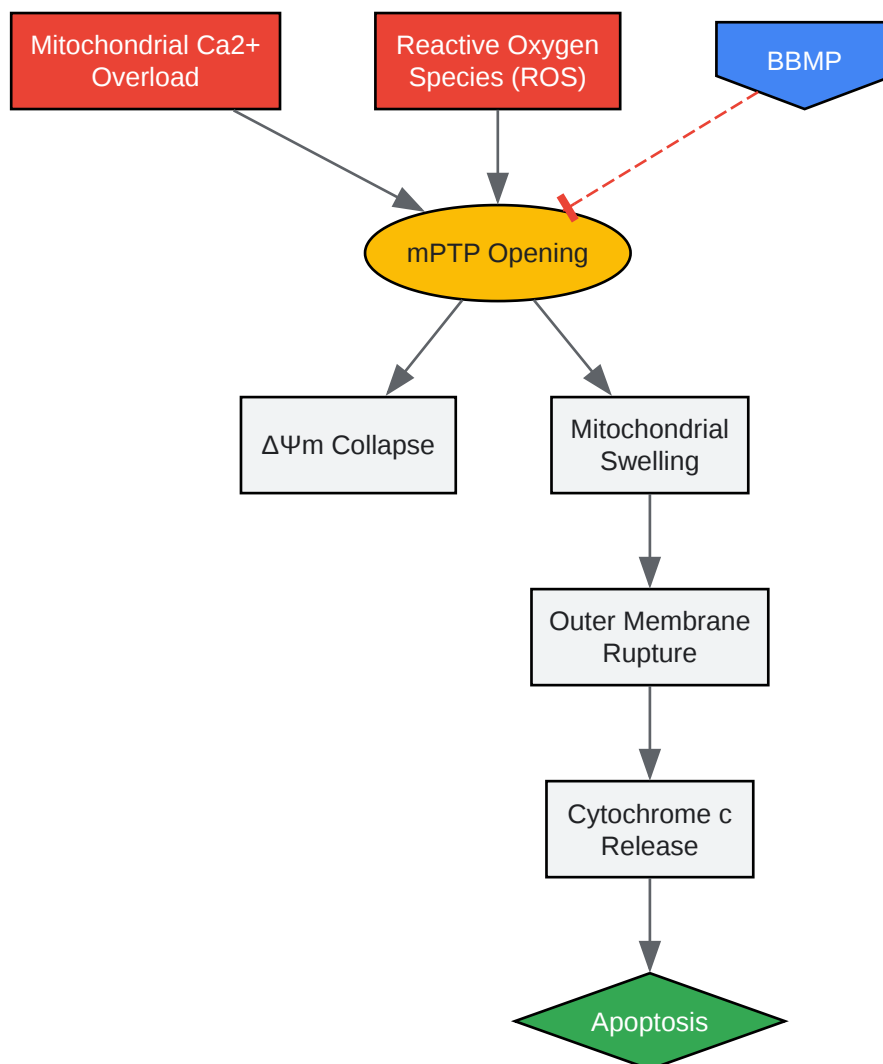 Mitochondrial Ca2+
Overload
Reactive Oxygen
Species (ROS)
BBMP
mPTP Opening
ΔΨm Collapse
Mitochondrial
Swelling
Outer Membrane
Rupture
Cytochrome c
Release
Apoptosis